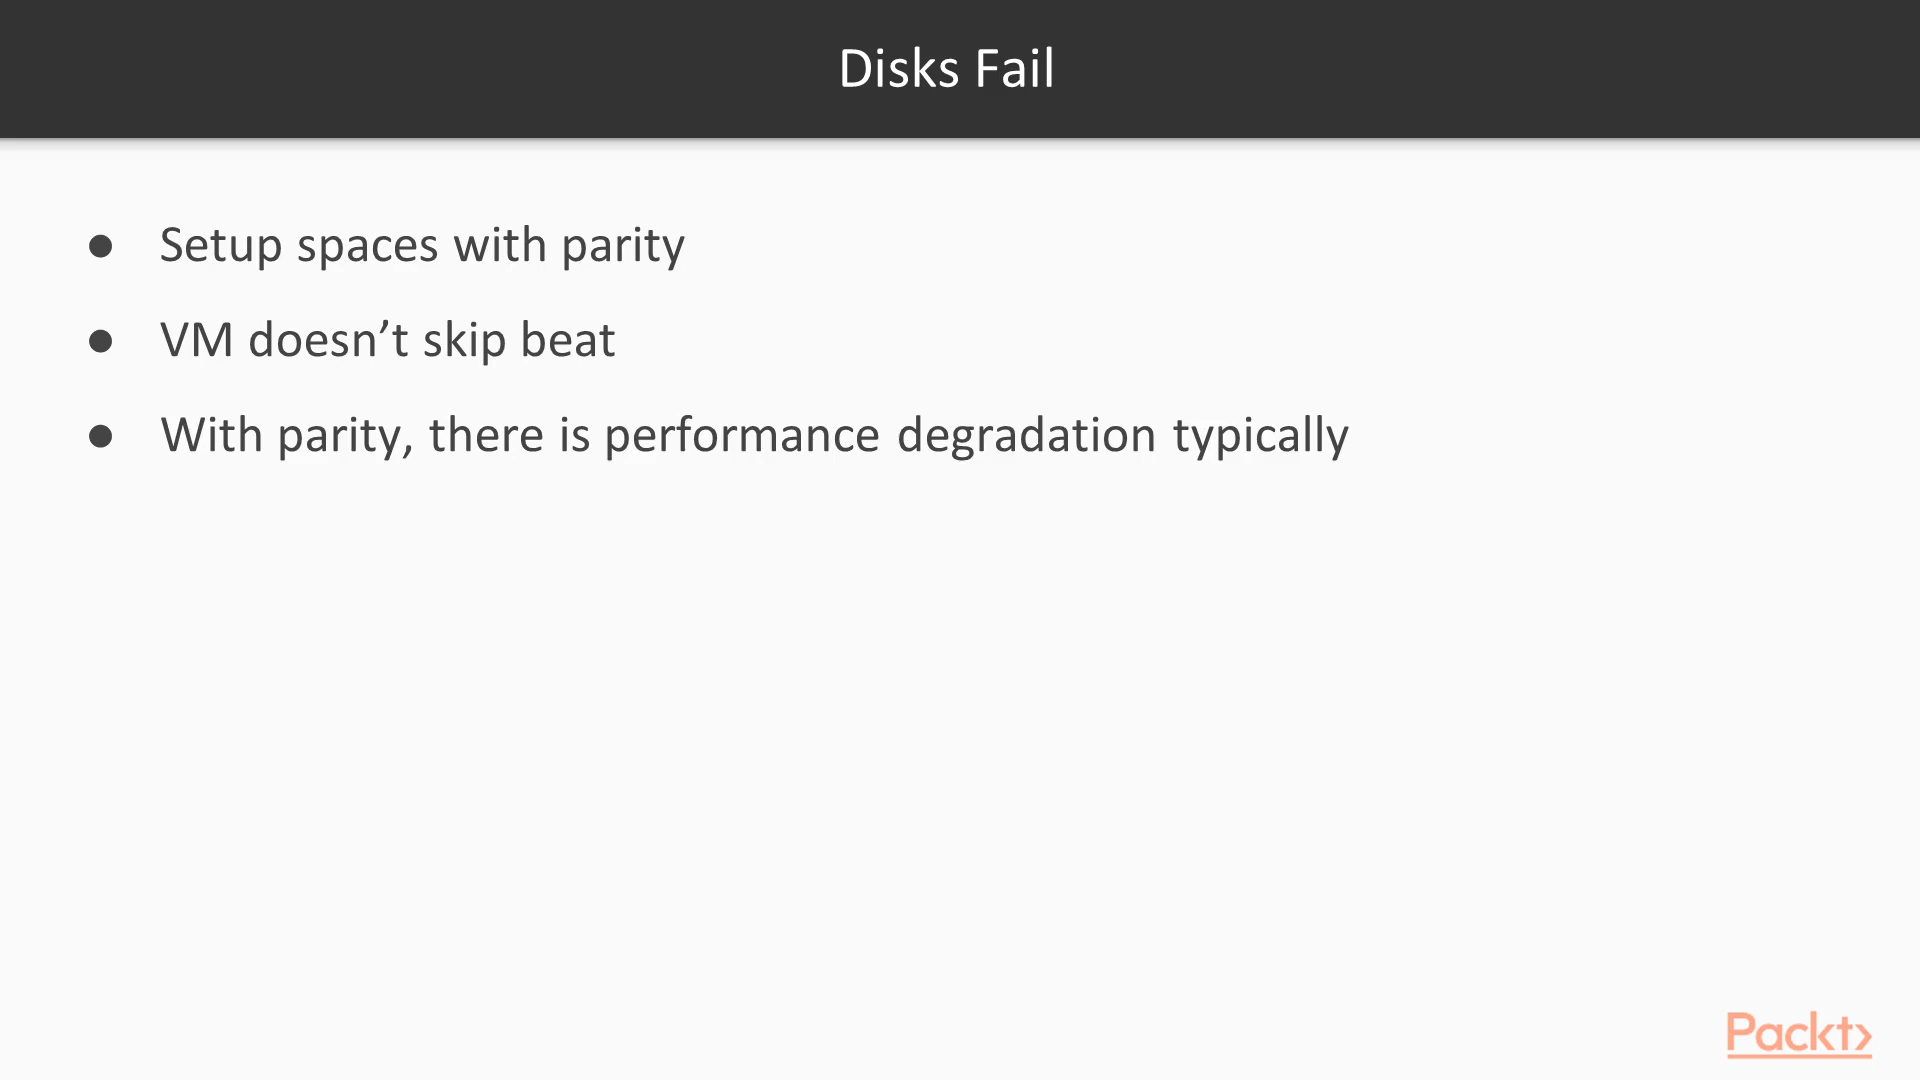 Disks Fail
● Setup spaces with parity
● VM doesn’t skip beat
● With parity, there is performance degradation typically
Packt>